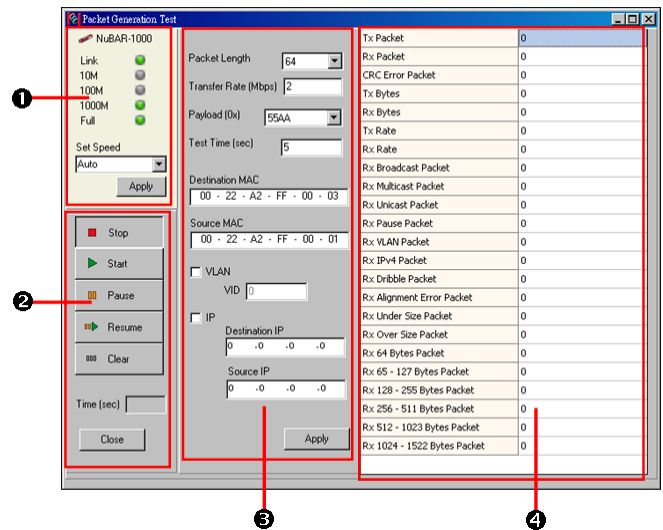 Packet Generation Test
NuBAR-1000
Link
10M
100M
1000M
Full
Set Speed
Auto
Apply
1
Stop
Start
Pause
Resume
Clear
Time (sec)
Close
2
Packet Length 64
Transfer Rate (Mbps) 2
Payload (0x) 55AA
Test Time (sec) 5
Destination MAC
00 - 22 - A2 - FF - 00 - 03
Source MAC
00 - 22 - A2 - FF - 00 - 01
VLAN
VID 0
IP
Destination IP
0 .0 .0 .0
Source IP
0 .0 .0 .0
Apply
3
Tx Packet 0
Rx Packet 0
CRC Error Packet 0
Tx Bytes 0
Rx Bytes 0
Tx Rate 0
Rx Rate 0
Rx Broadcast Packet 0
Rx Multicast Packet 0
Rx Unicast Packet 0
Rx Pause Packet 0
Rx VLAN Packet 0
Rx IPv4 Packet 0
Rx Dribble Packet 0
Rx Alignment Error Packet 0
Rx Under Size Packet 0
Rx Over Size Packet 0
Rx 64 Bytes Packet 0
Rx 65 - 127 Bytes Packet 0
Rx 128 - 255 Bytes Packet 0
Rx 256 - 511 Bytes Packet 0
Rx 512 - 1023 Bytes Packet 0
Rx 1024 - 1522 Bytes Packet 0
4